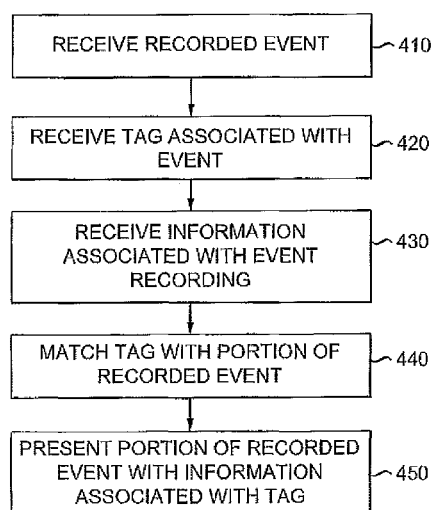 RECEIVE RECORDED EVENT
410
RECEIVE TAG ASSOCIATED WITH
EVENT
420
RECEIVE INFORMATION
ASSOCIATED WITH EVENT
RECORDING
430
MATCH TAG WITH PORTION OF
RECORDED EVENT
440
PRESENT PORTION OF RECORDED
EVENT WITH INFORMATION
ASSOCIATED WITH TAG
450